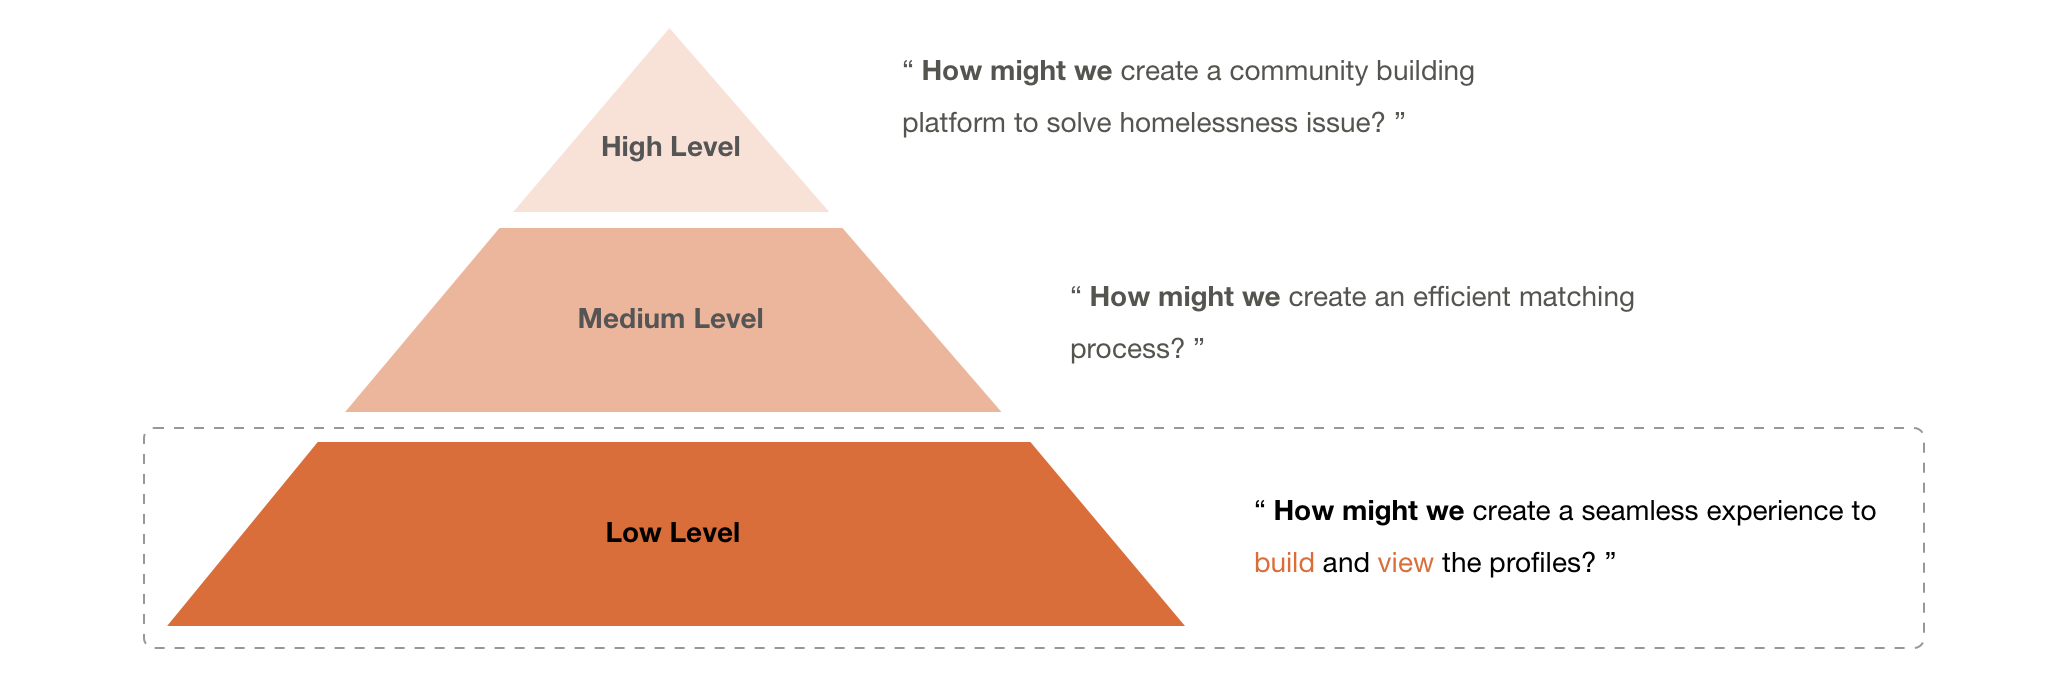 “ How might we create a community building
platform to solve homelessness issue? ”
High Level
“ How might we create an efficient matching
process? ”
Medium Level
“ How might we create a seamless experience to
build and view the profiles? ”
Low Level